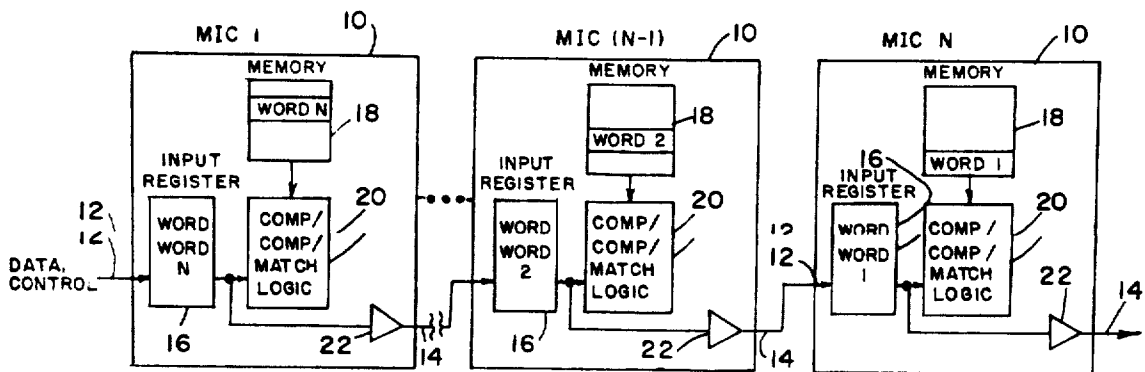 MIC 1
10
MEMORY
WORD N
18
INPUT
REGISTER
WORD
WORD
N
COMP/
COMP/
MATCH
LOGIC
20
12
12
DATA,
CONTROL
16
22
14
MIC (N-1)
10
MEMORY
WORD 2
18
INPUT
REGISTER
WORD
WORD
2
COMP/
COMP/
MATCH
LOGIC
20
16
22
14
MIC N
10
MEMORY
WORD 1
18
16
INPUT
REGISTER
WORD
WORD
1
COMP/
COMP/
MATCH
LOGIC
20
12
12
22
14